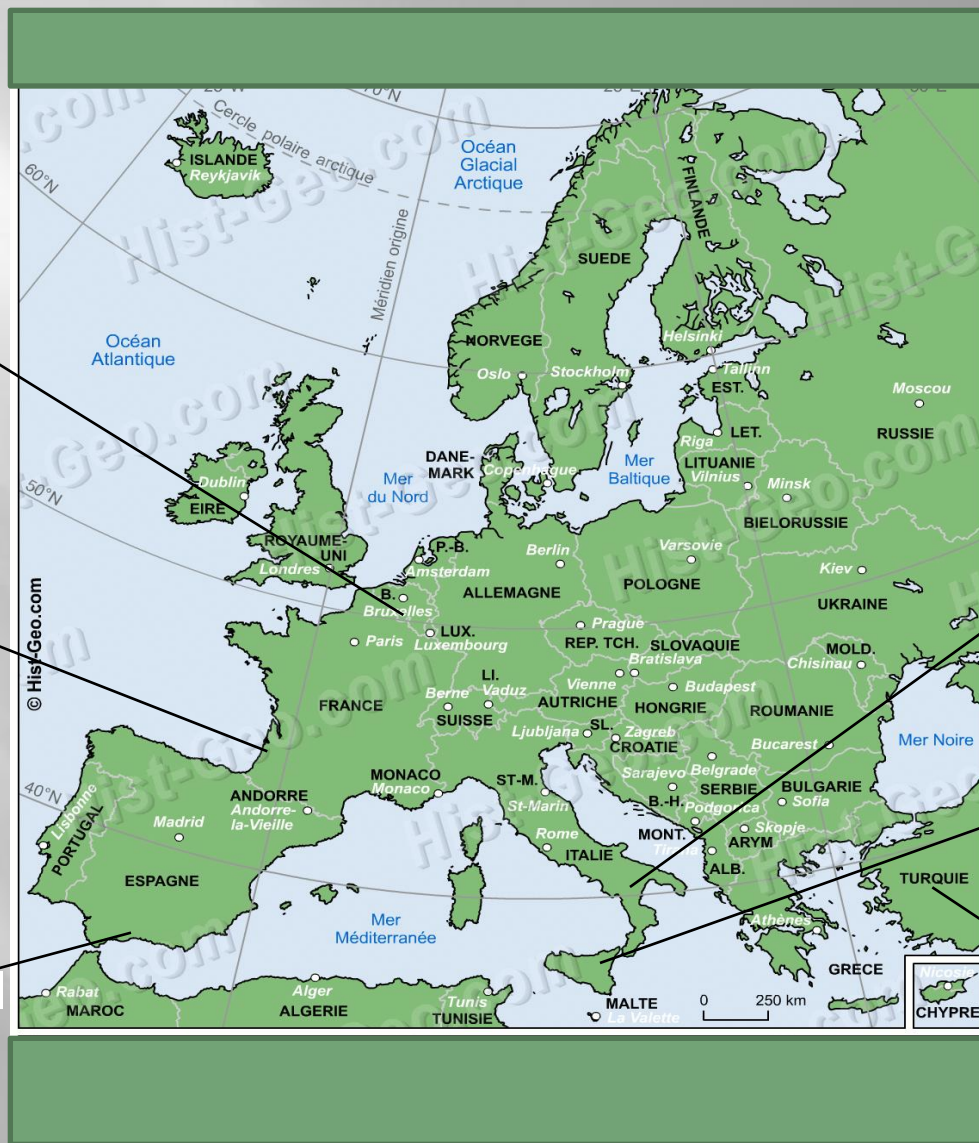 Cercle polaire arctique
70°N
60°N
50°N
40°N
Méridien origine
Océan
Glacial
Arctique
ISLANDE
Reykjavik
FINLANDE
SUEDE
NORVEGE
Océan
Atlantique
Helsinki
Oslo
Stockholm
Tallinn
EST.
Moscou
RUSSIE
Riga
LET.
DANE-
MARK
Copenhague
Mer
Baltique
LITUANIE
Vilnius
Minsk
BIELORUSSIE
Mer
du Nord
Dublin
EIRE
ROYAUME-
UNI
Londres
P.-B.
Amsterdam
Berlin
ALLEMAGNE
Varsovie
POLOGNE
Kiev
UKRAINE
B.
Bruxelles
LUX.
Luxembourg
Paris
Prague
REP. TCH.
SLOVAQUIE
Bratislava
MOLD.
Chisinau
FRANCE
LI.
Vaduz
Berne
SUISSE
Vienne
AUTRICHE
Budapest
HONGRIE
ROUMANIE
Ljubljana
SL.
Zagreb
CROATIE
Bucarest
Mer Noire
MONACO
Monaco
ST-M.
St-Marin
Sarajevo
Belgrade
SERBIE
B.-H.
BULGARIE
Sofia
Podgorica
MONT.
Skopje
ARYM
Tirana
ALB.
ANDORRE
Andorre-
la-Vieille
Madrid
Lisbonne
PORTUGAL
ESPAGNE
Rome
ITALIE
TURQUIE
Mer
Méditerranée
Athènes
GRECE
Nicosie
CHYPRE
Rabat
MAROC
Alger
ALGERIE
Tunis
TUNISIE
MALTE
La Valette
0 250 km
© Hist-Geo.com
Hist-Geo.com